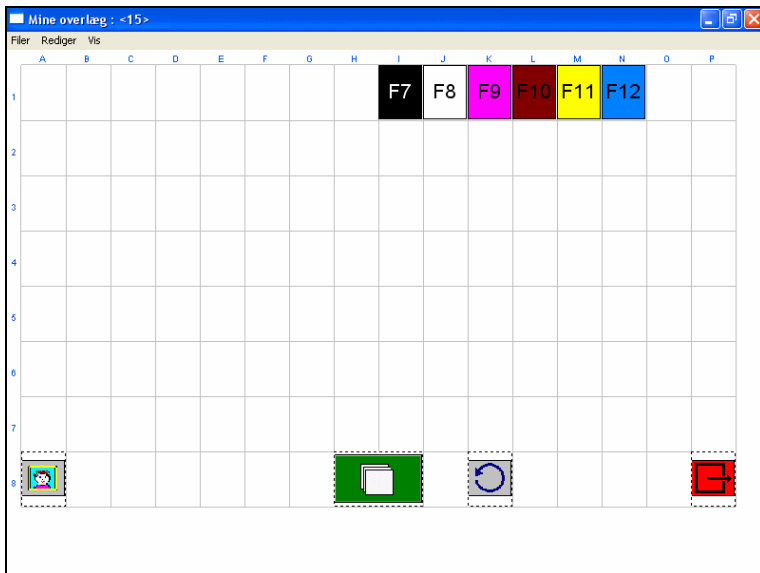 Mine overlæg : <15>
Filer Rediger Vis
A B C D E F G H I J K L M N O P
1 F7 F8 F9 F10 F11 F12
2
3
4
5
6
7
8